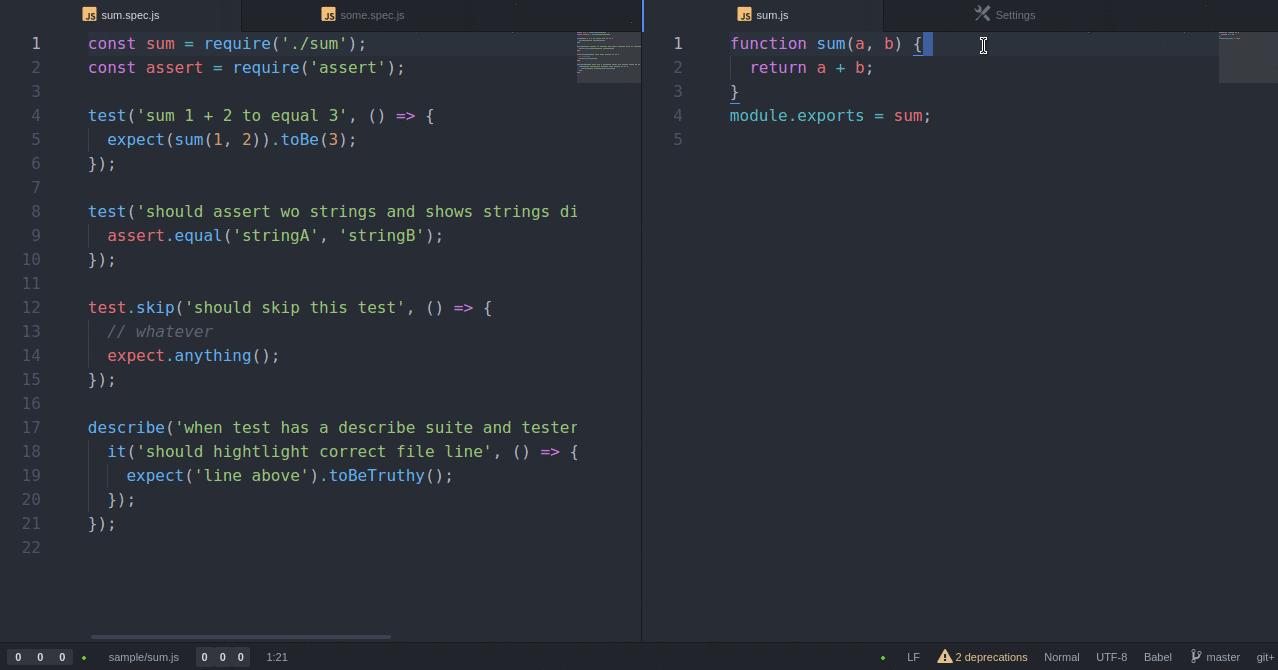 sum.spec.js
some.spec.js
1 const sum = require('./sum');
2 const assert = require('assert');
3
4 test('sum 1 + 2 to equal 3', () => {
5 expect(sum(1, 2)).toBe(3);
6 });
7
8 test('should assert wo strings and shows strings di
9 assert.equal('stringA', 'stringB');
10 });
11
12 test.skip('should skip this test', () => {
13 // whatever
14 expect.anything();
15 });
16
17 describe('when test has a describe suite and tester
18 it('should hightlight correct file line', () => {
19 expect('line above').toBeTruthy();
20 });
21 });
22
sum.js
Settings
1 function sum(a, b) {
2 return a + b;
3 }
4 module.exports = sum;
5
0 0 0 sample/sum.js 0 0 0 1:21 LF 2 deprecations Normal UTF-8 Babel master git+